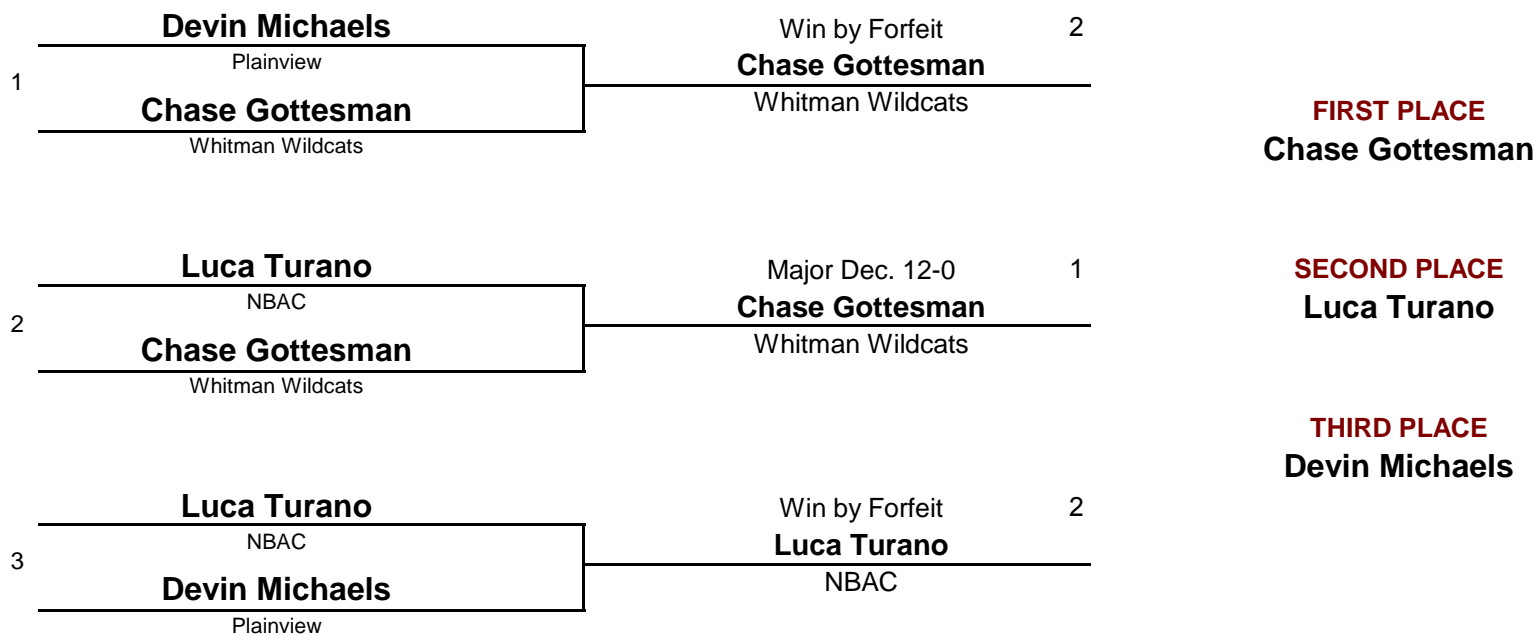 Devin Michaels
Plainview
1
Chase Gottesman
Whitman Wildcats
Win by Forfeit 2
Chase Gottesman
Whitman Wildcats
FIRST PLACE
Chase Gottesman
Luca Turano
NBAC
2
Chase Gottesman
Whitman Wildcats
Major Dec. 12-0 1
Chase Gottesman
Whitman Wildcats
SECOND PLACE
Luca Turano
THIRD PLACE
Devin Michaels
Luca Turano
NBAC
3
Devin Michaels
Plainview
Win by Forfeit 2
Luca Turano
NBAC